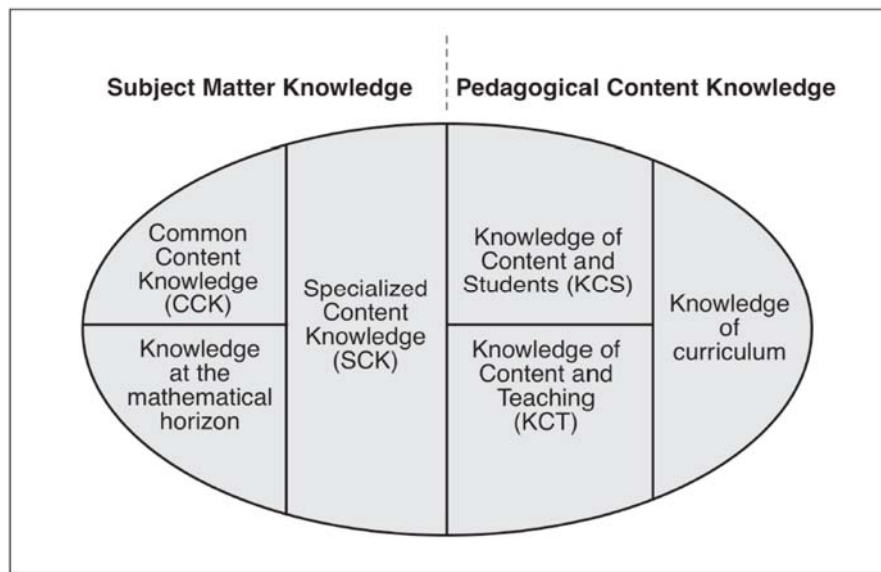 Subject Matter Knowledge
Pedagogical Content Knowledge
Common
Content
Knowledge
(CCK)
Knowledge
at the
mathematical
horizon
Specialized
Content
Knowledge
(SCK)
Knowledge of
Content and
Students (KCS)
Knowledge of
Content and
Teaching
(KCT)
Knowledge
of
curriculum